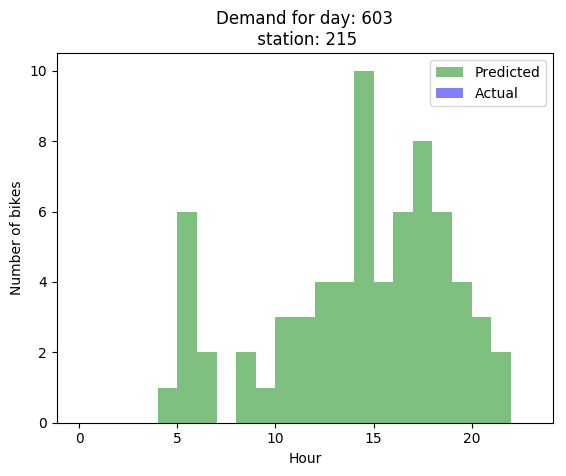 Demand for day: 603
station: 215
Predicted
Actual
Number of bikes
10
8
6
4
2
0
0
5
10
15
20
Hour